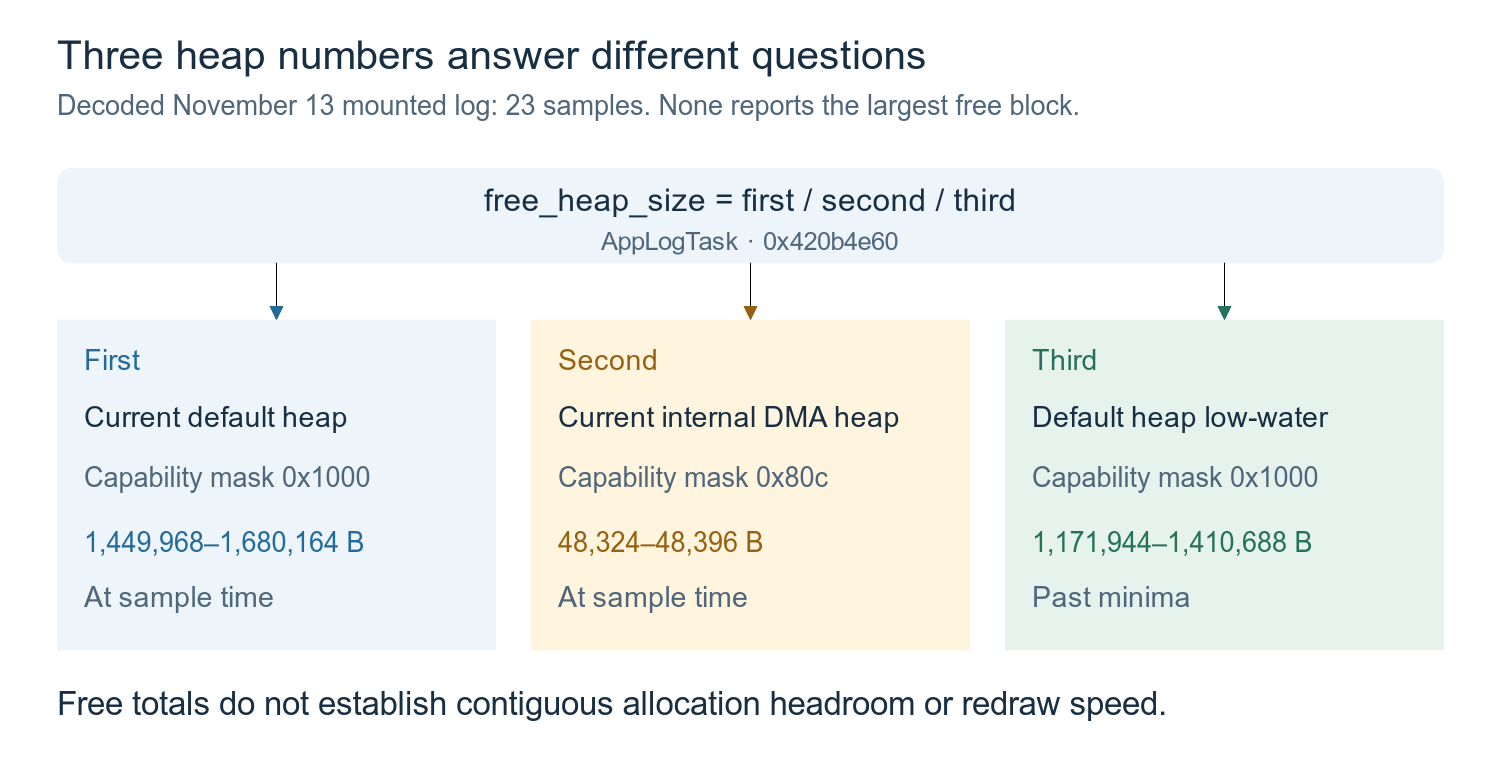 Three heap numbers answer different questions
Decoded November 13 mounted log: 23 samples. None reports the largest free block.
free_heap_size = first / second / third
AppLogTask · 0x420b4e60
First
Current default heap
Capability mask 0x1000
1,449,968–1,680,164 B
At sample time
Second
Current internal DMA heap
Capability mask 0x80c
48,324–48,396 B
At sample time
Third
Default heap low-water
Capability mask 0x1000
1,171,944–1,410,688 B
Past minima
Free totals do not establish contiguous allocation headroom or redraw speed.